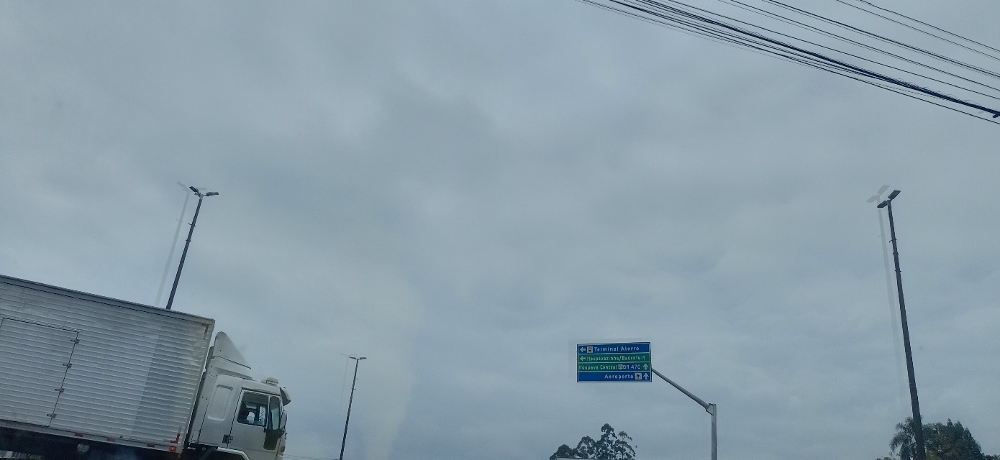 Terminal Aterro
Itoupavazinha/Badenfurt
Itoupava Central BR 470
Aeroporto